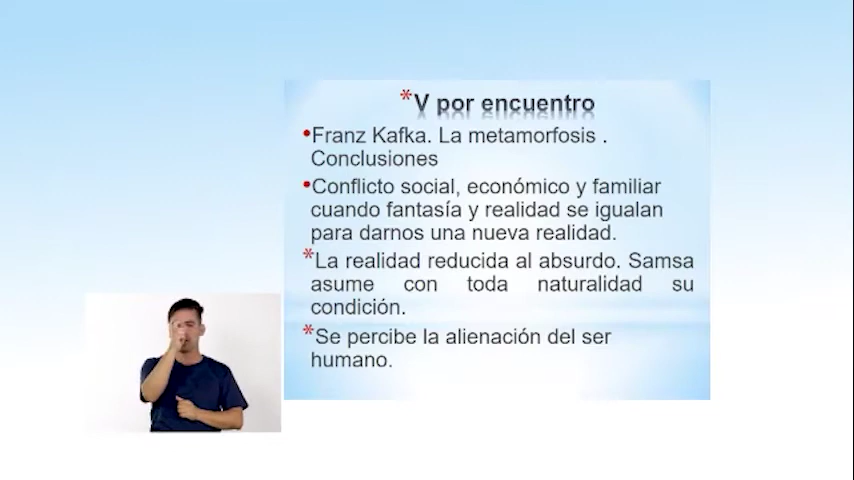 *V por encuentro
•Franz Kafka. La metamorfosis .
Conclusiones
•Conflicto social, económico y familiar
cuando fantasía y realidad se igualan
para darnos una nueva realidad.
*La realidad reducida al absurdo. Samsa
asume con toda naturalidad su
condición.
*Se percibe la alienación del ser
humano.